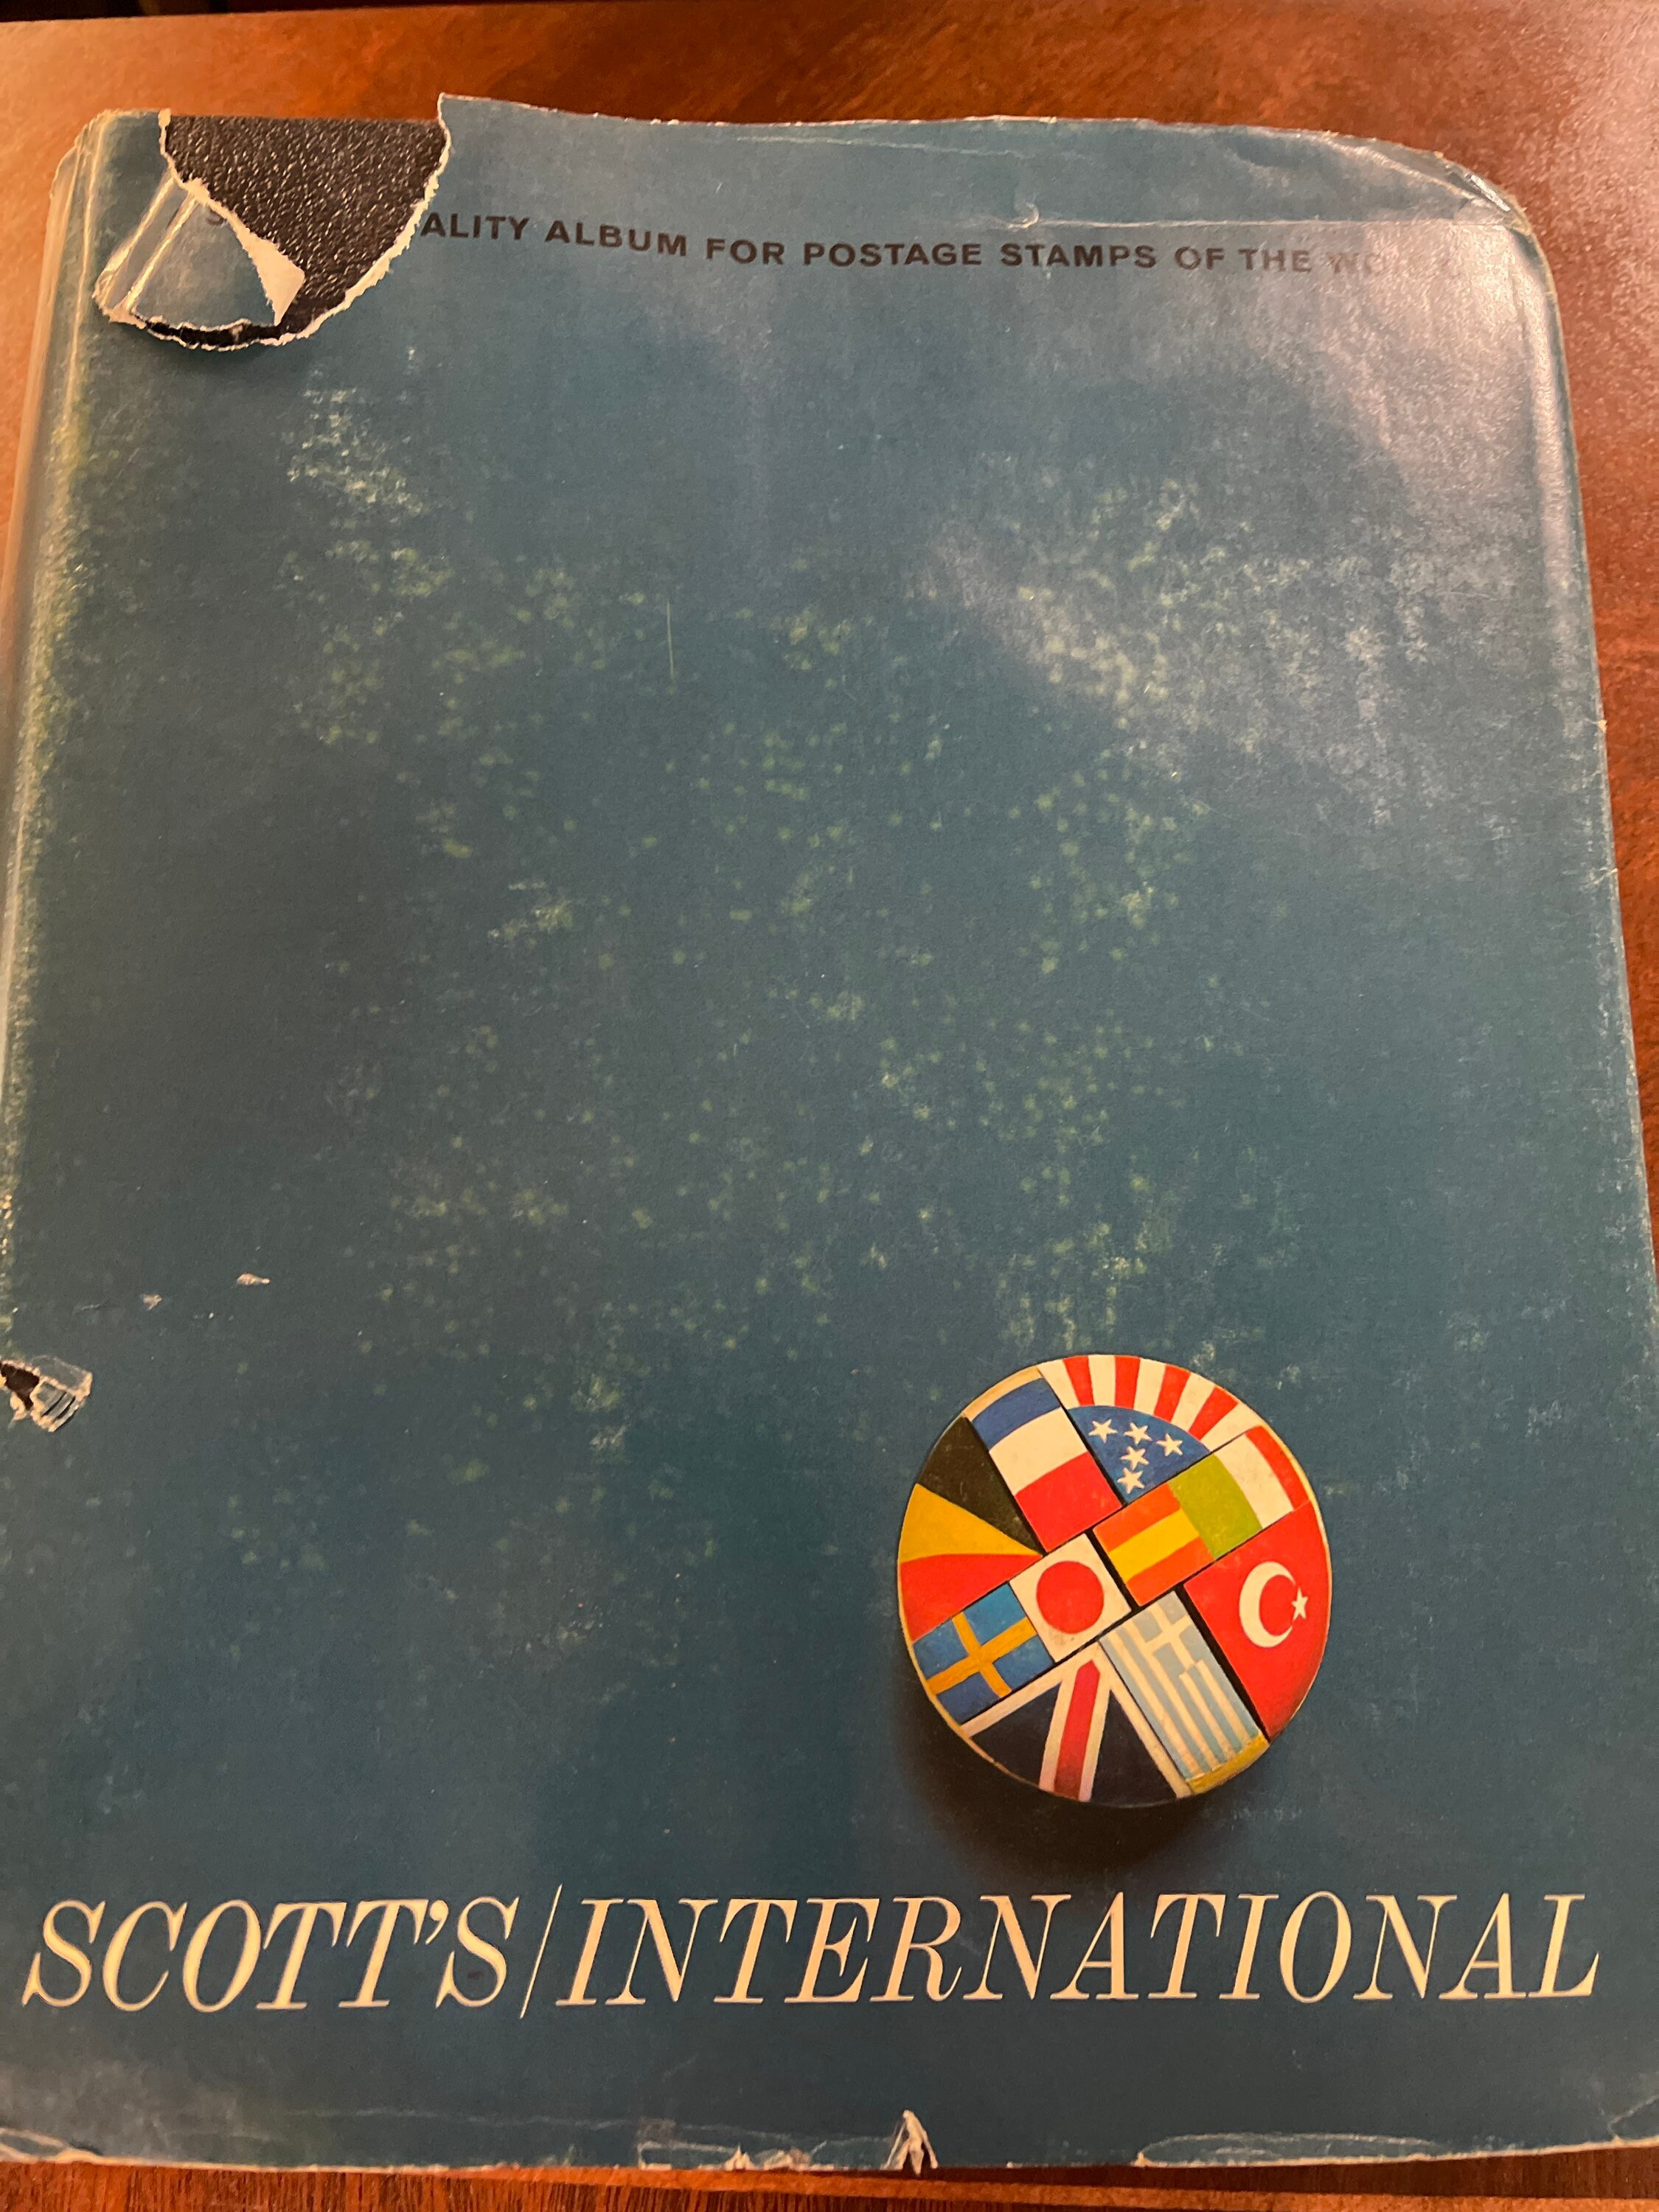 ALITY ALBUM FOR POSTAGE STAMPS OF THE
SCOTT'S/INTERNATIONAL